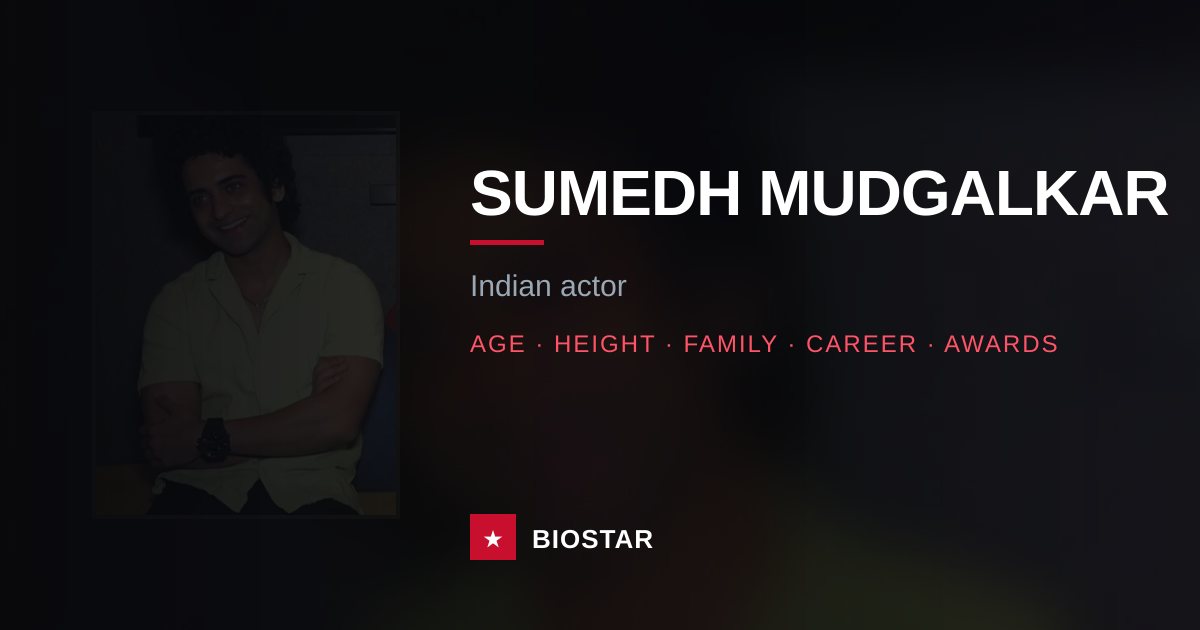 SUMEDH MUDGALKAR
Indian actor
AGE · HEIGHT · FAMILY · CAREER · AWARDS
BIOSTAR